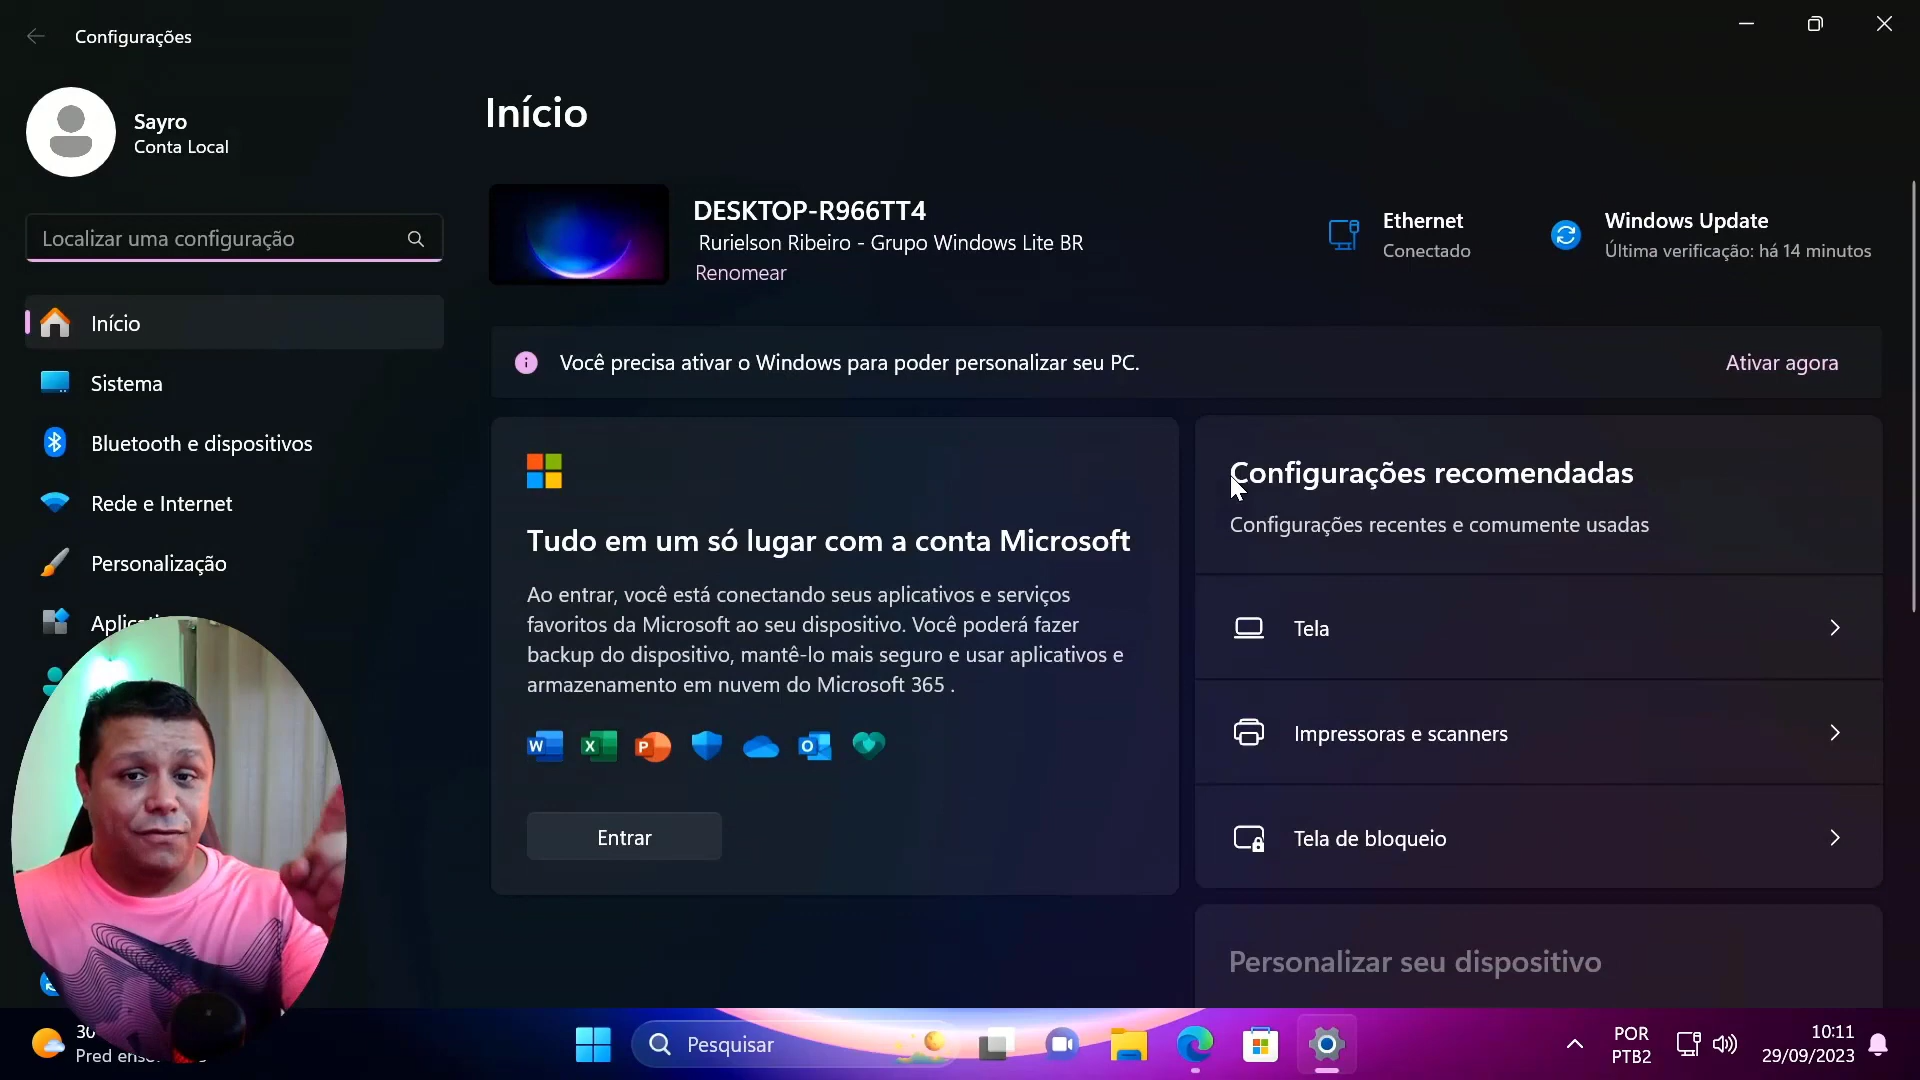 Configurações
Sayro
Conta Local
Localizar uma configuração
Início
Sistema
Bluetooth e dispositivos
Rede e Internet
Personalização
Início
DESKTOP-R966TT4
Rurielson Ribeiro - Grupo Windows Lite BR
Renomear
Ethernet
Conectado
Windows Update
Última verificação: há 14 minutos
Você precisa ativar o Windows para poder personalizar seu PC.
Ativar agora
Tudo em um só lugar com a conta Microsoft
Ao entrar, você está conectando seus aplicativos e serviços
favoritos da Microsoft ao seu dispositivo. Você poderá fazer
backup do dispositivo, mantê-lo mais seguro e usar aplicativos e
armazenamento em nuvem do Microsoft 365 .
Entrar
Configurações recomendadas
Configurações recentes e comumente usadas
Tela
Impressoras e scanners
Tela de bloqueio
Personalizar seu dispositivo
Pesquisar
POR
PTB2
10:11
29/09/2023